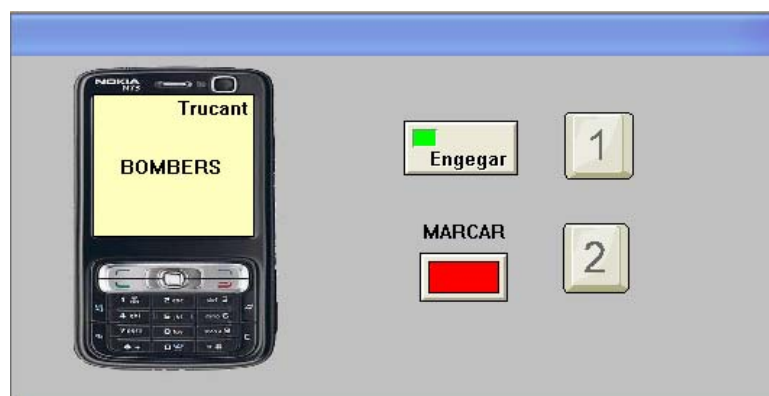 NOKIA
N73
Trucant
BOMBERS
Engegar
1
MARCAR
2